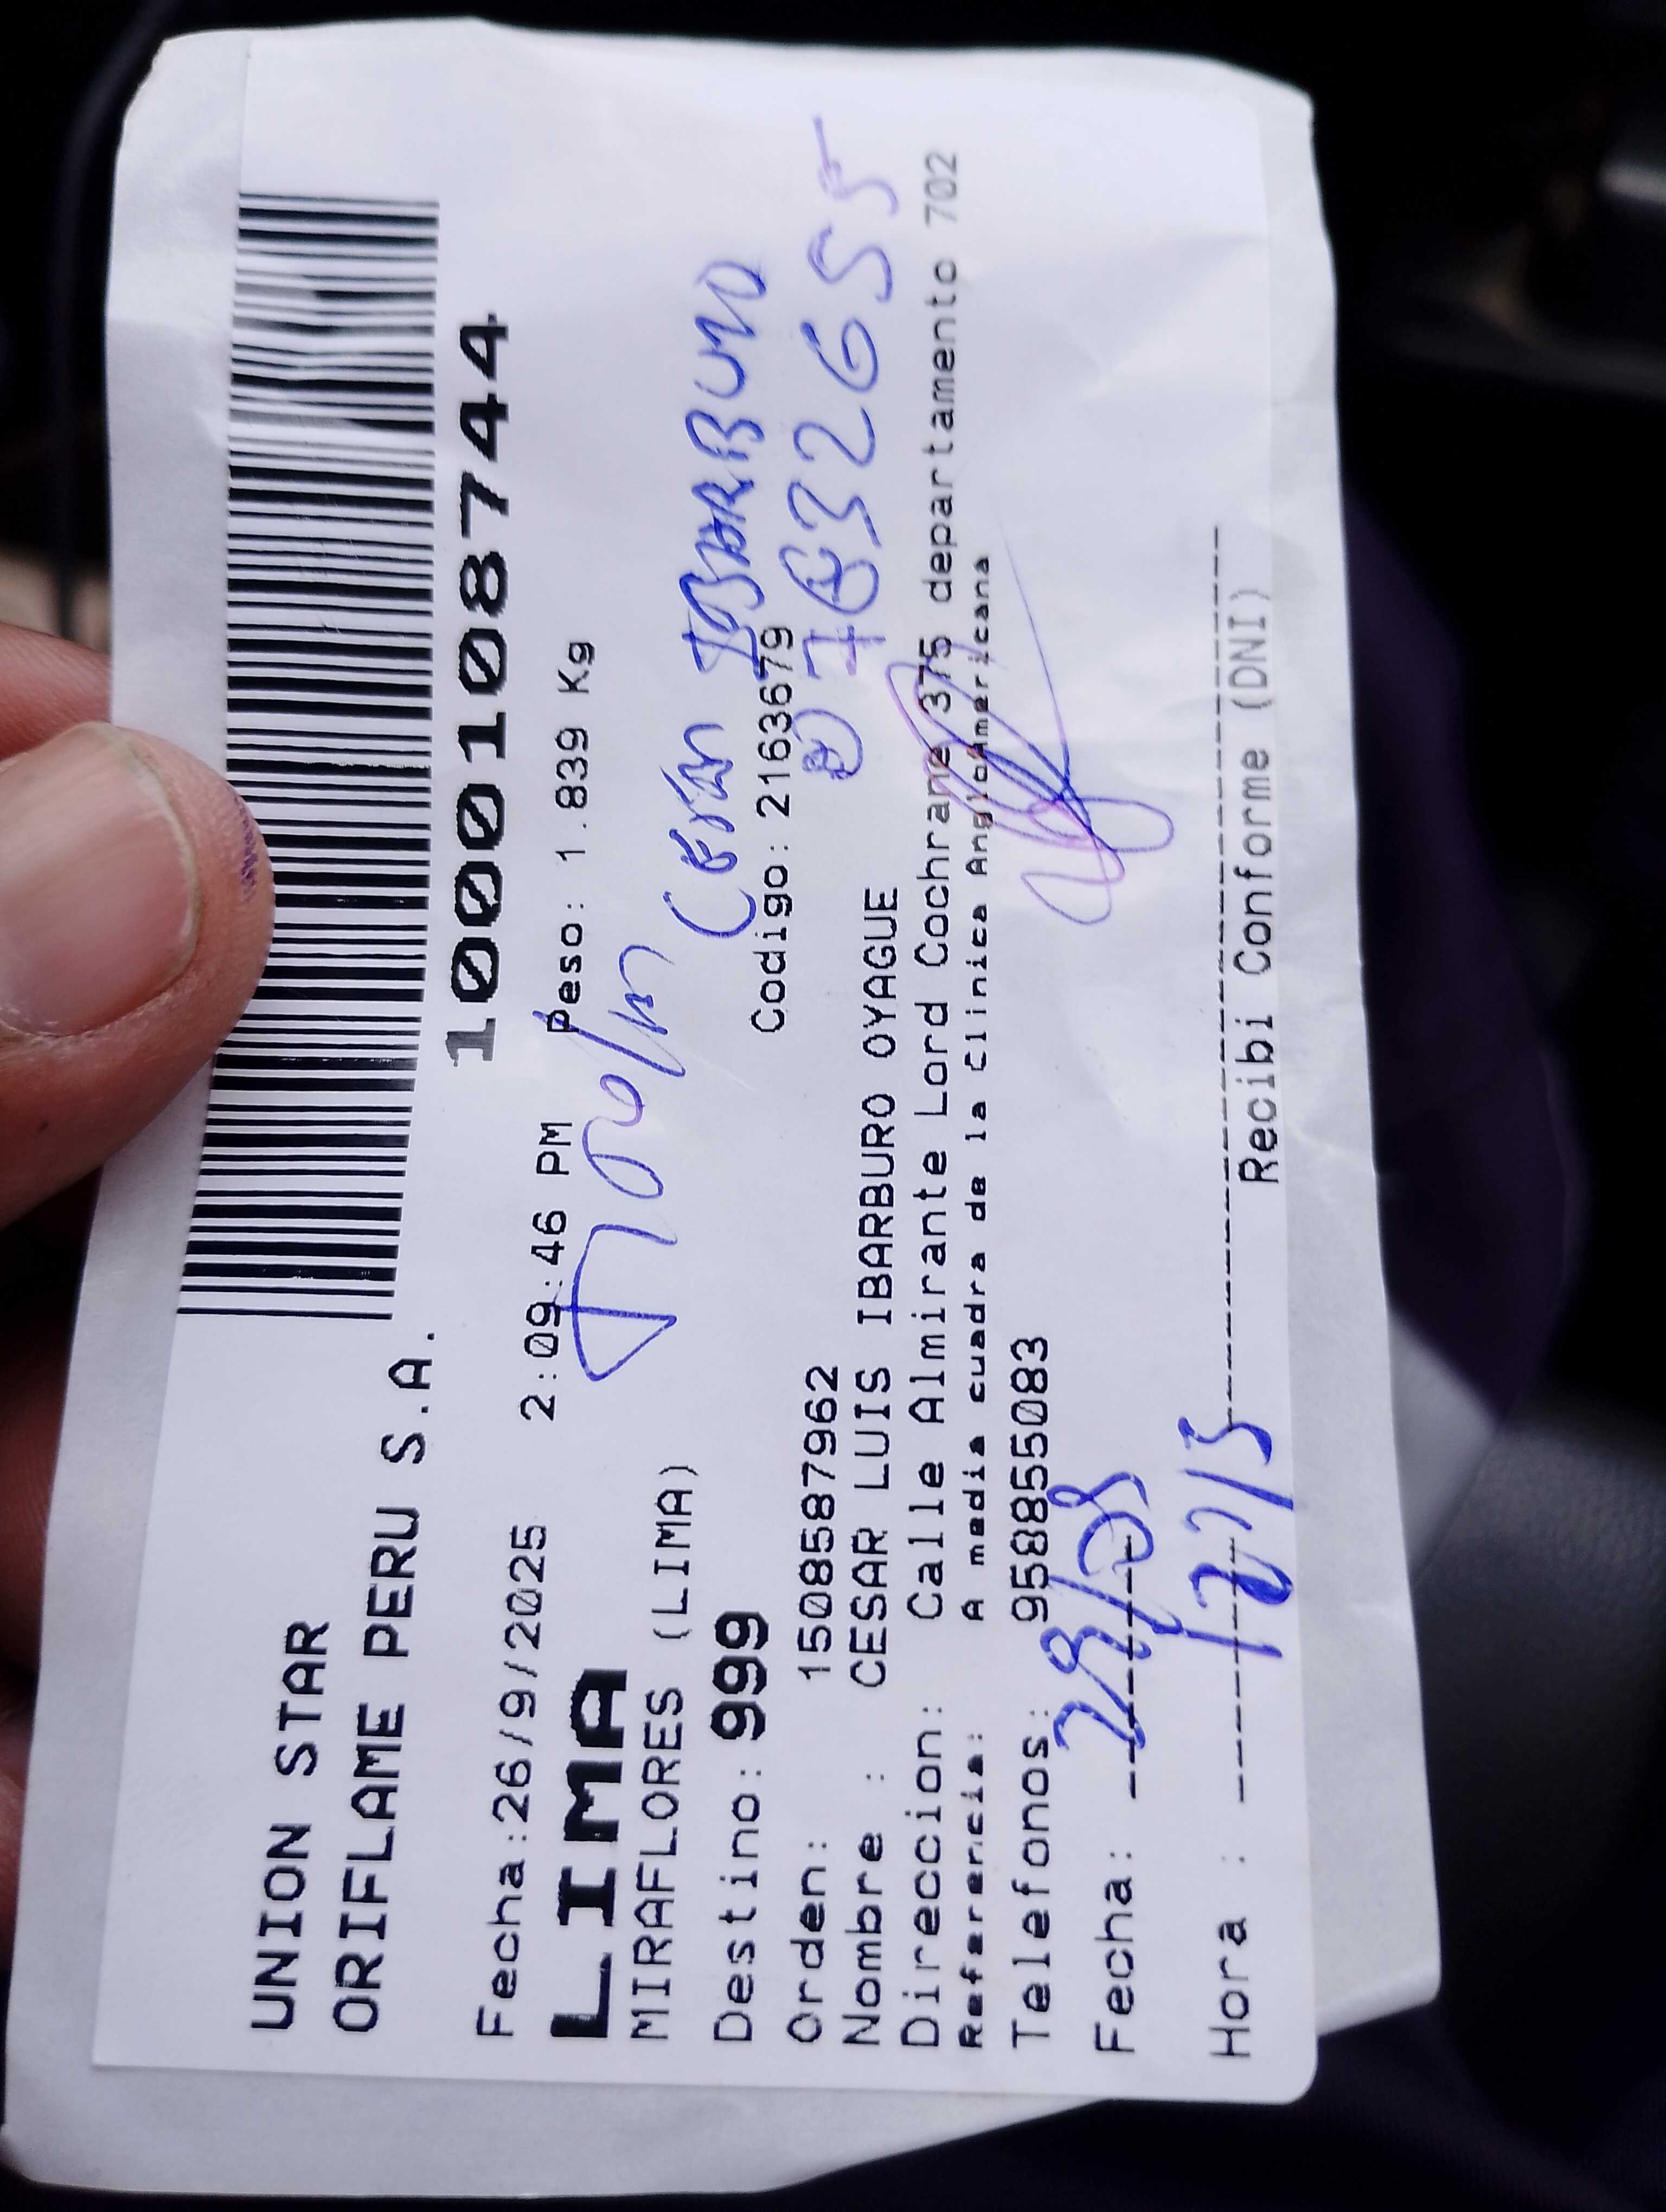 UNION STAR
ORIFLAME PERU S.A.
1000108744
Fecha:26/9/2025 2:09:46 PM Peso: 1.839 Kg
LIMA
MIRAFLORES (LIMA)
Destino: 999 Codigo: 2163679
Orden: 1508587962
Nombre : CESAR LUIS IBARBURO OYAGUE
Direccion: Calle Almirante Lord Cochrane 375 departamento 702
Referencia: A media cuadra de la Clinica Angloamericana
Telefonos: 958855083
Fecha:
Hora :
Recibi Conforme (DNI)